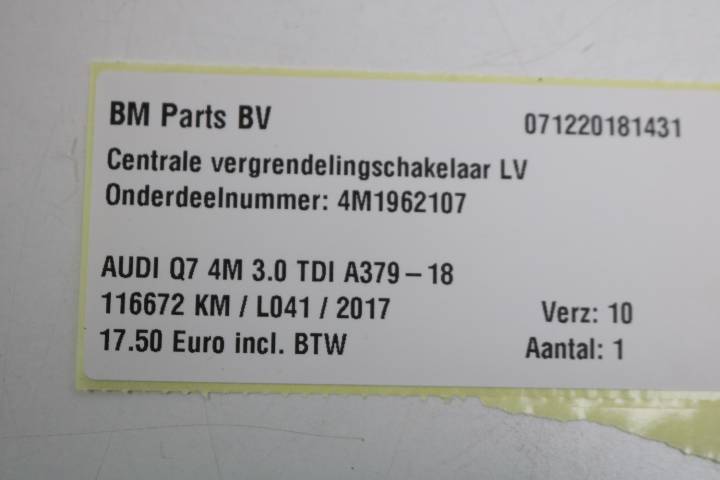 BM Parts BV 071220181431
Centrale vergrendelingschakelaar LV
Onderdeelnummer: 4M1962107
AUDI Q7 4M 3.0 TDI A379-18
116672 KM / L041 / 2017 Verz: 10
17.50 Euro incl. BTW Aantal: 1